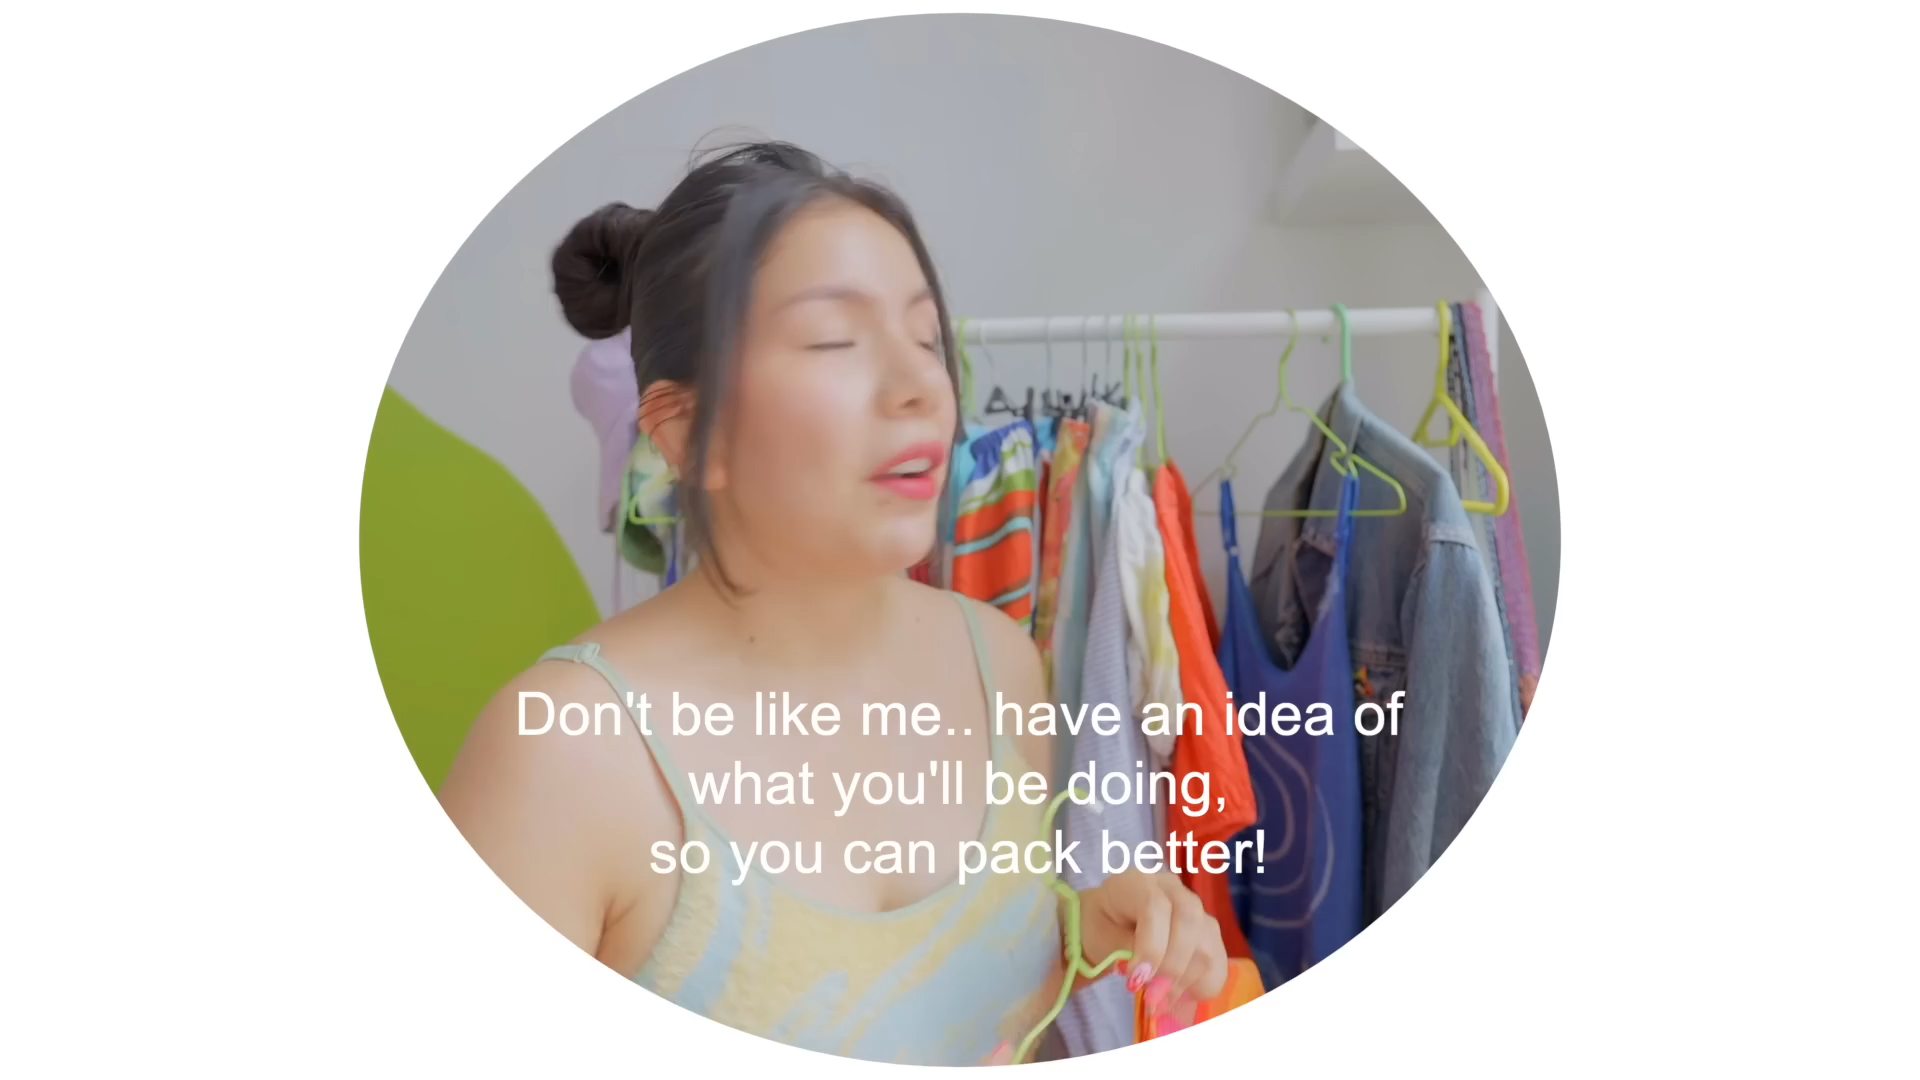 Don't be like me.. have an idea of
what you'll be doing,
so you can pack better!